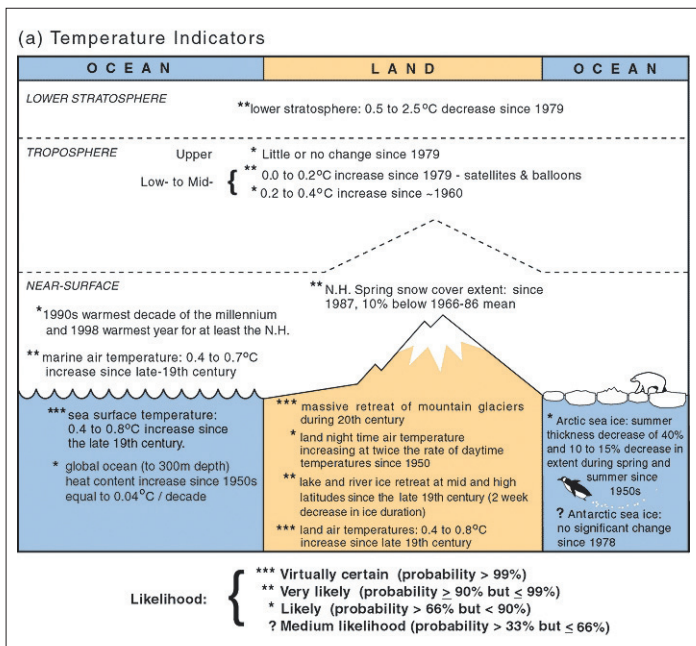 (a) Temperature Indicators
OCEAN LAND OCEAN
LOWER STRATOSPHERE
**lower stratosphere: 0.5 to 2.5°C decrease since 1979
TROPOSPHERE Upper * Little or no change since 1979
Low- to Mid- { ** 0.0 to 0.2°C increase since 1979 - satellites & balloons
* 0.2 to 0.4°C increase since ~1960
NEAR-SURFACE
** N.H. Spring snow cover extent: since
1987, 10% below 1966-86 mean
*1990s warmest decade of the millennium
and 1998 warmest year for at least the N.H.
** marine air temperature: 0.4 to 0.7°C
increase since late-19th century
*** sea surface temperature:
0.4 to 0.8°C increase since
the late 19th century.
* global ocean (to 300m depth)
heat content increase since 1950s
equal to 0.04°C / decade
*** massive retreat of mountain glaciers
during 20th century
* land night time air temperature
increasing at twice the rate of daytime
temperatures since 1950
** lake and river ice retreat at mid and high
latitudes since the late 19th century (2 week
decrease in ice duration)
*** land air temperatures: 0.4 to 0.8°C
increase since late 19th century
* Arctic sea ice: summer
thickness decrease of 40%
and 10 to 15% decrease in
extent during spring and
summer since
1950s
? Antarctic sea ice:
no significant change
since 1978
Likelihood: { *** Virtually certain (probability > 99%)
** Very likely (probability ≥ 90% but ≤ 99%)
* Likely (probability > 66% but < 90%)
? Medium likelihood (probability > 33% but ≤ 66%)